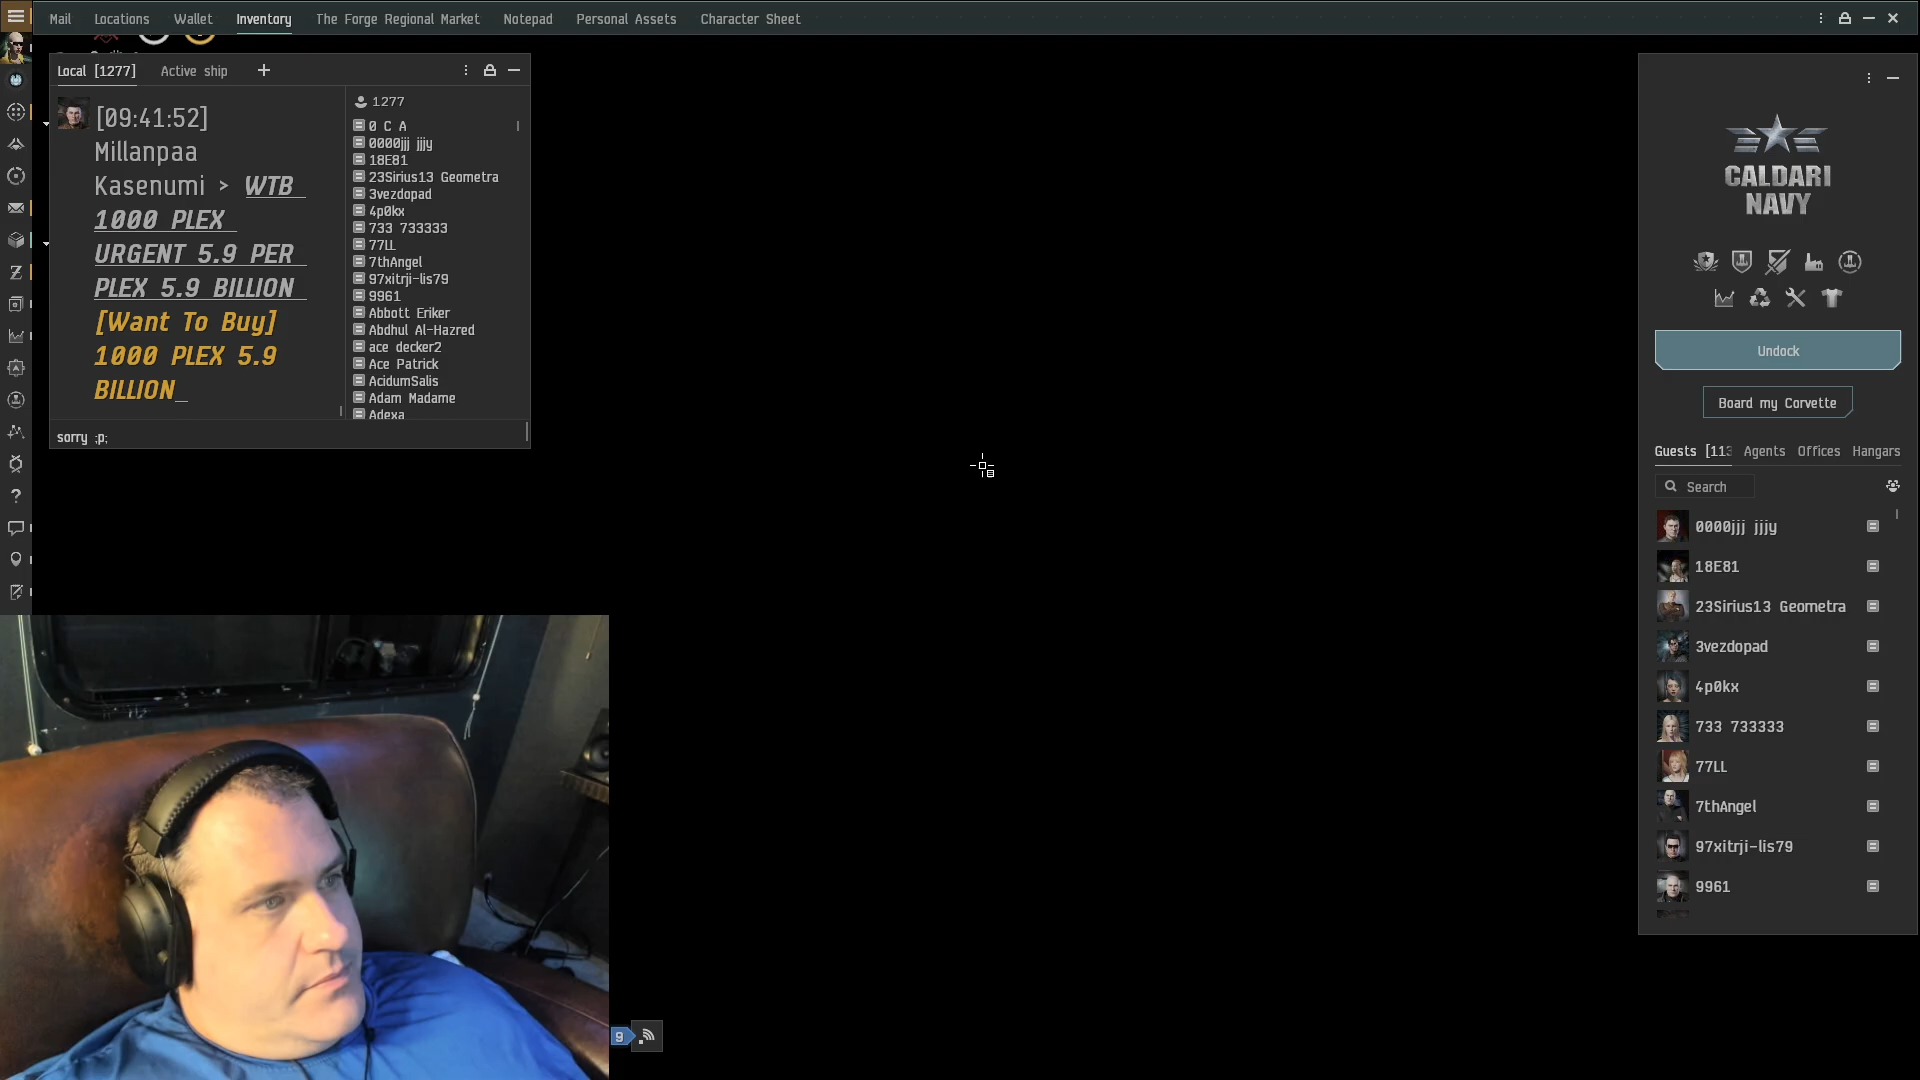 Mail Locations Wallet Inventory The Forge Regional Market Notepad Personal Assets Character Sheet
Local [1277] Active ship +
[09:41:52]
Millanpaa
Kasenumi > WTB
1000 PLEX
URGENT 5.9 PER
PLEX 5.9 BILLION
[Want To Buy]
1000 PLEX 5.9
BILLION_
sorry ;p;
1277
0 C A
0000jjj jjjy
18E81
23Sirius13 Geometra
3vezdopad
4p0kx
733 733333
77LL
7thAngel
97xitrji-lis79
9961
Abbott Eriker
Abdhul Al-Hazred
ace decker2
Ace Patrick
AcidumSalis
Adam Madame
Adexa
CALDARI
NAVY
Undock
Board my Corvette
Guests [113 Agents Offices Hangars
Search
0000jjj jjjy
18E81
23Sirius13 Geometra
3vezdopad
4p0kx
733 733333
77LL
7thAngel
97xitrji-lis79
9961
9